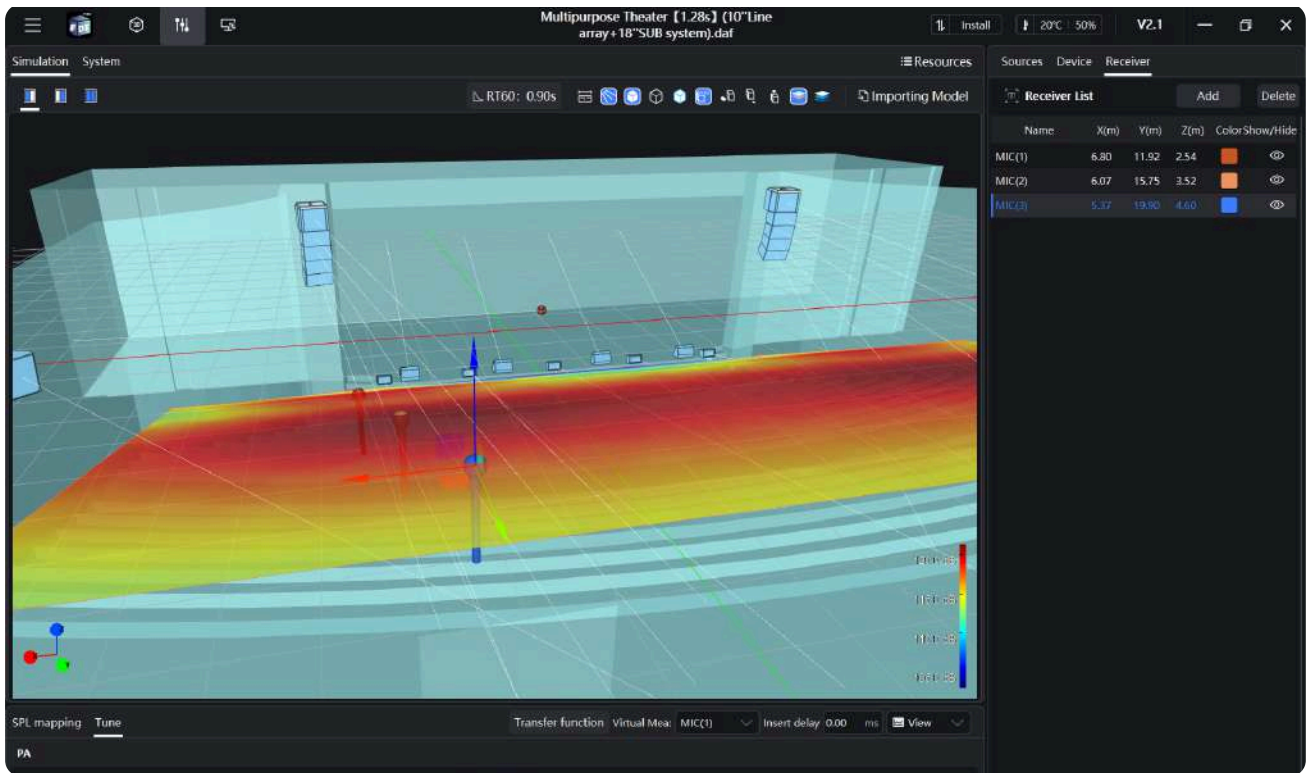 Multipurpose Theater【1.28s】(10"Line
array+18"SUB system).daf
Install
20℃ 50%
V2.1
Simulation System
Resources
Sources Device Receiver
RT60: 0.90s
Importing Model
Receiver List
Add
Delete
Name X(m) Y(m) Z(m) Color Show/Hide
MIC(1) 6.80 11.92 2.54
MIC(2) 6.07 15.75 3.52
MIC(3) 5.37 19.90 4.60
SPL mapping Tune
Transfer function Virtual Mea: MIC(1) Insert delay 0.00 ms View
PA